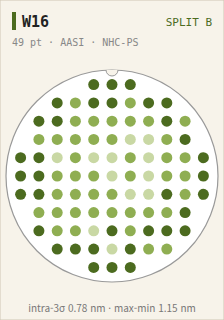 W16 SPLIT B
49 pt · AASI · NHC-PS
intra-3σ 0.78 nm · max-min 1.15 nm